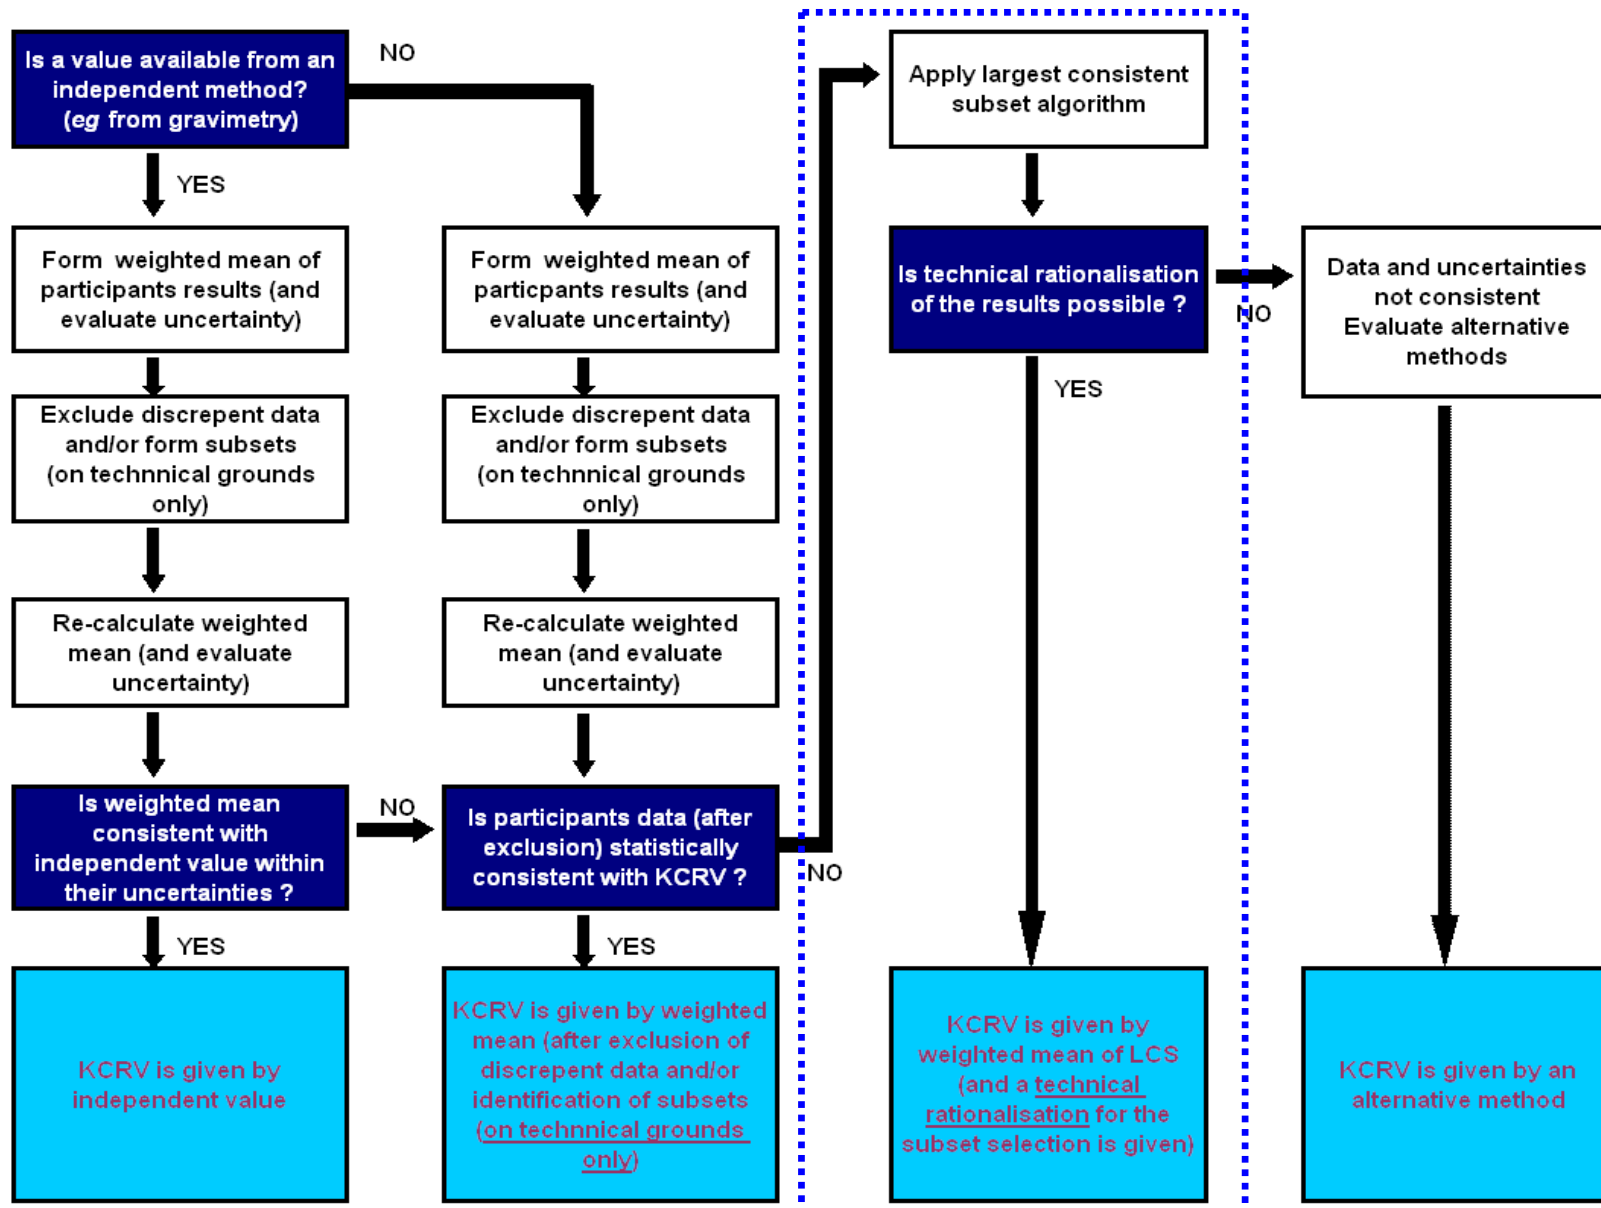 Is a value available from an
independent method?
(eg from gravimetry)
NO
YES
Form weighted mean of
participants results (and
evaluate uncertainty)
Exclude discrepent data
and/or form subsets
(on technnical grounds
only)
Re-calculate weighted
mean (and evaluate
uncertainty)
Is weighted mean
consistent with
independent value within
their uncertainties ?
NO
YES
KCRV is given by
independent value
Form weighted mean of
particpants results (and
evaluate uncertainty)
Exclude discrepent data
and/or form subsets
(on technnical grounds
only)
Re-calculate weighted
mean (and evaluate
uncertainty)
Is participants data (after
exclusion) statistically
consistent with KCRV ?
NO
YES
KCRV is given by weighted
mean (after exclusion of
discrepent data and/or
identification of subsets
(on technnical grounds
only)
Apply largest consistent
subset algorithm
Is technical rationalisation
of the results possible ?
NO
YES
KCRV is given by
weighted mean of LCS
(and a technical
rationalisation for the
subset selection is given)
Data and uncertainties
not consistent
Evaluate alternative
methods
KCRV is given by an
alternative method